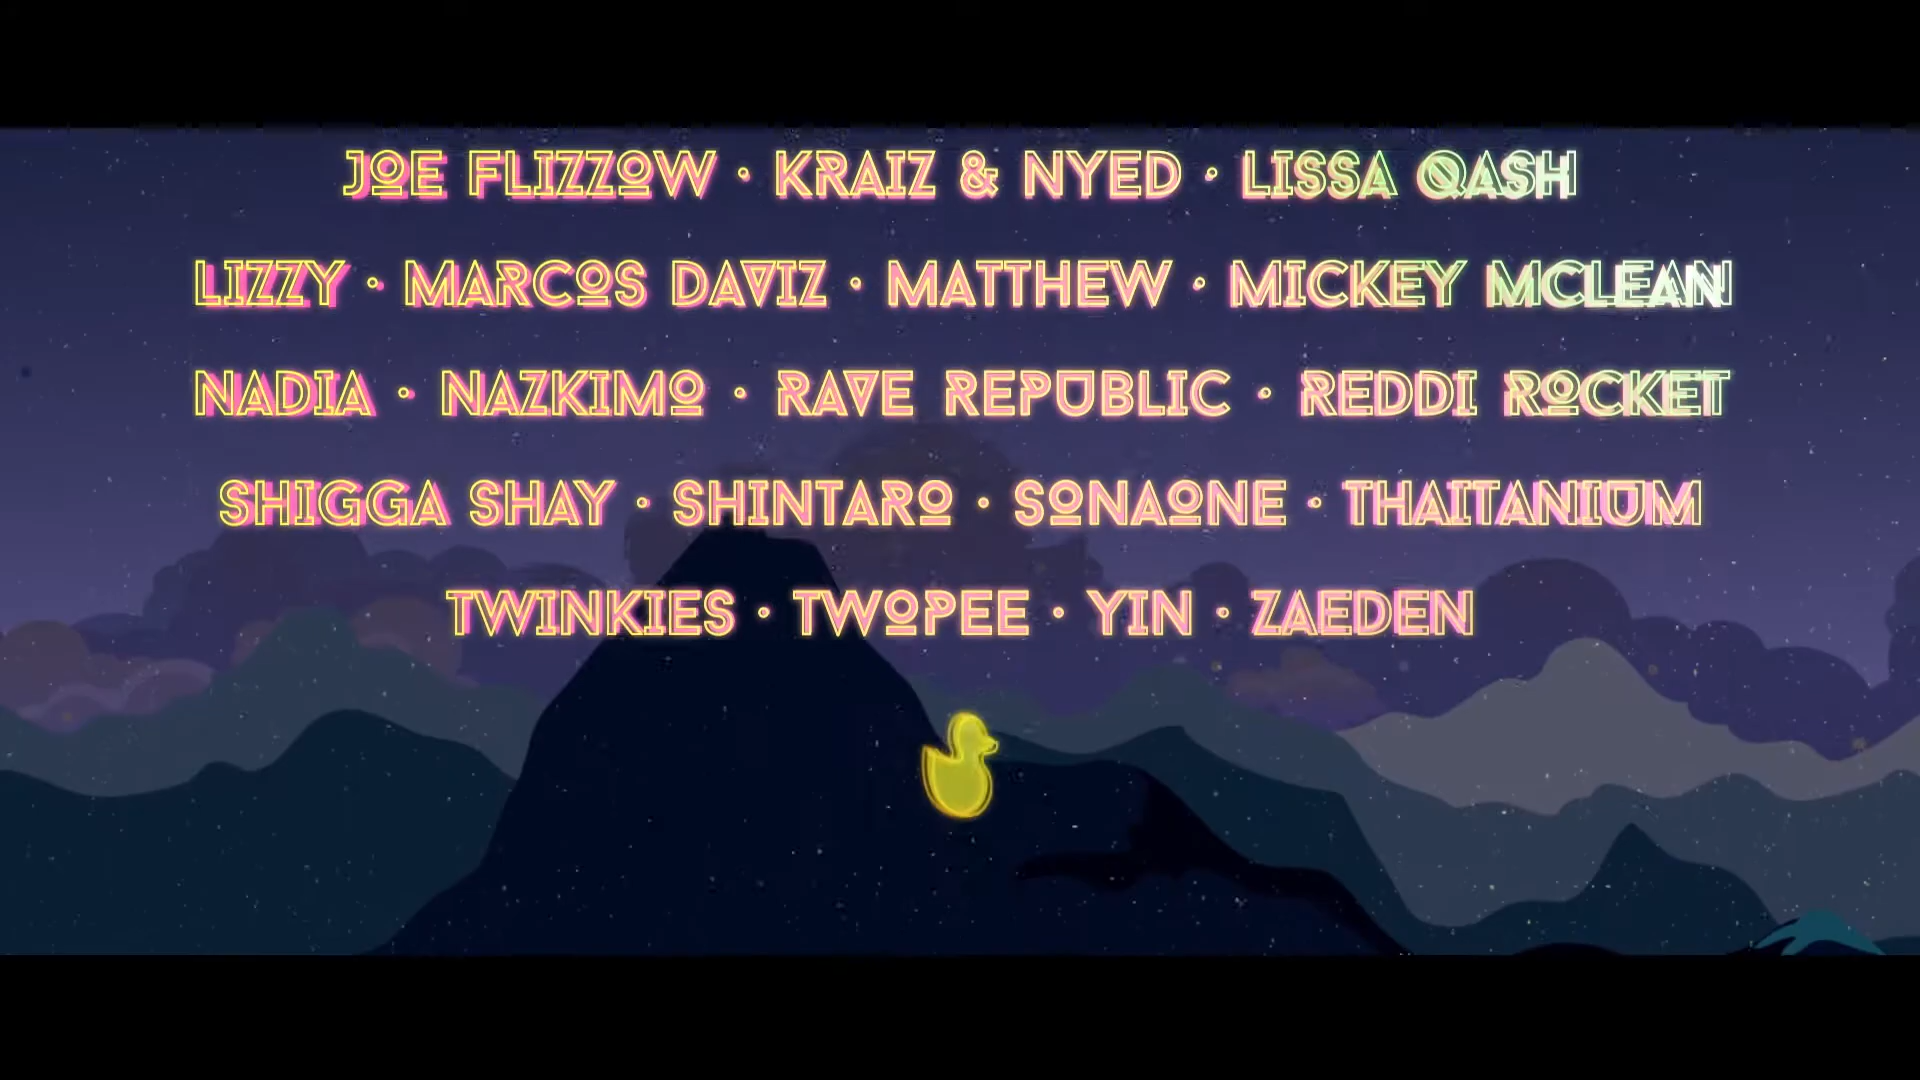 JOE FLIZZOW • KRAIZ & NYED • LISSA QASH
LIZZY • MARCOS DAVIZ • MATTHEW • MICKEY MCLEAN
NADIA • NAZKIMO • RAVE REPUBLIC • REDDI ROCKET
SHIGGA SHAY • SHINTARO • SONAONE • THAITANIUM
TWINKIES • TWOPEE • YIN • ZAEDEN